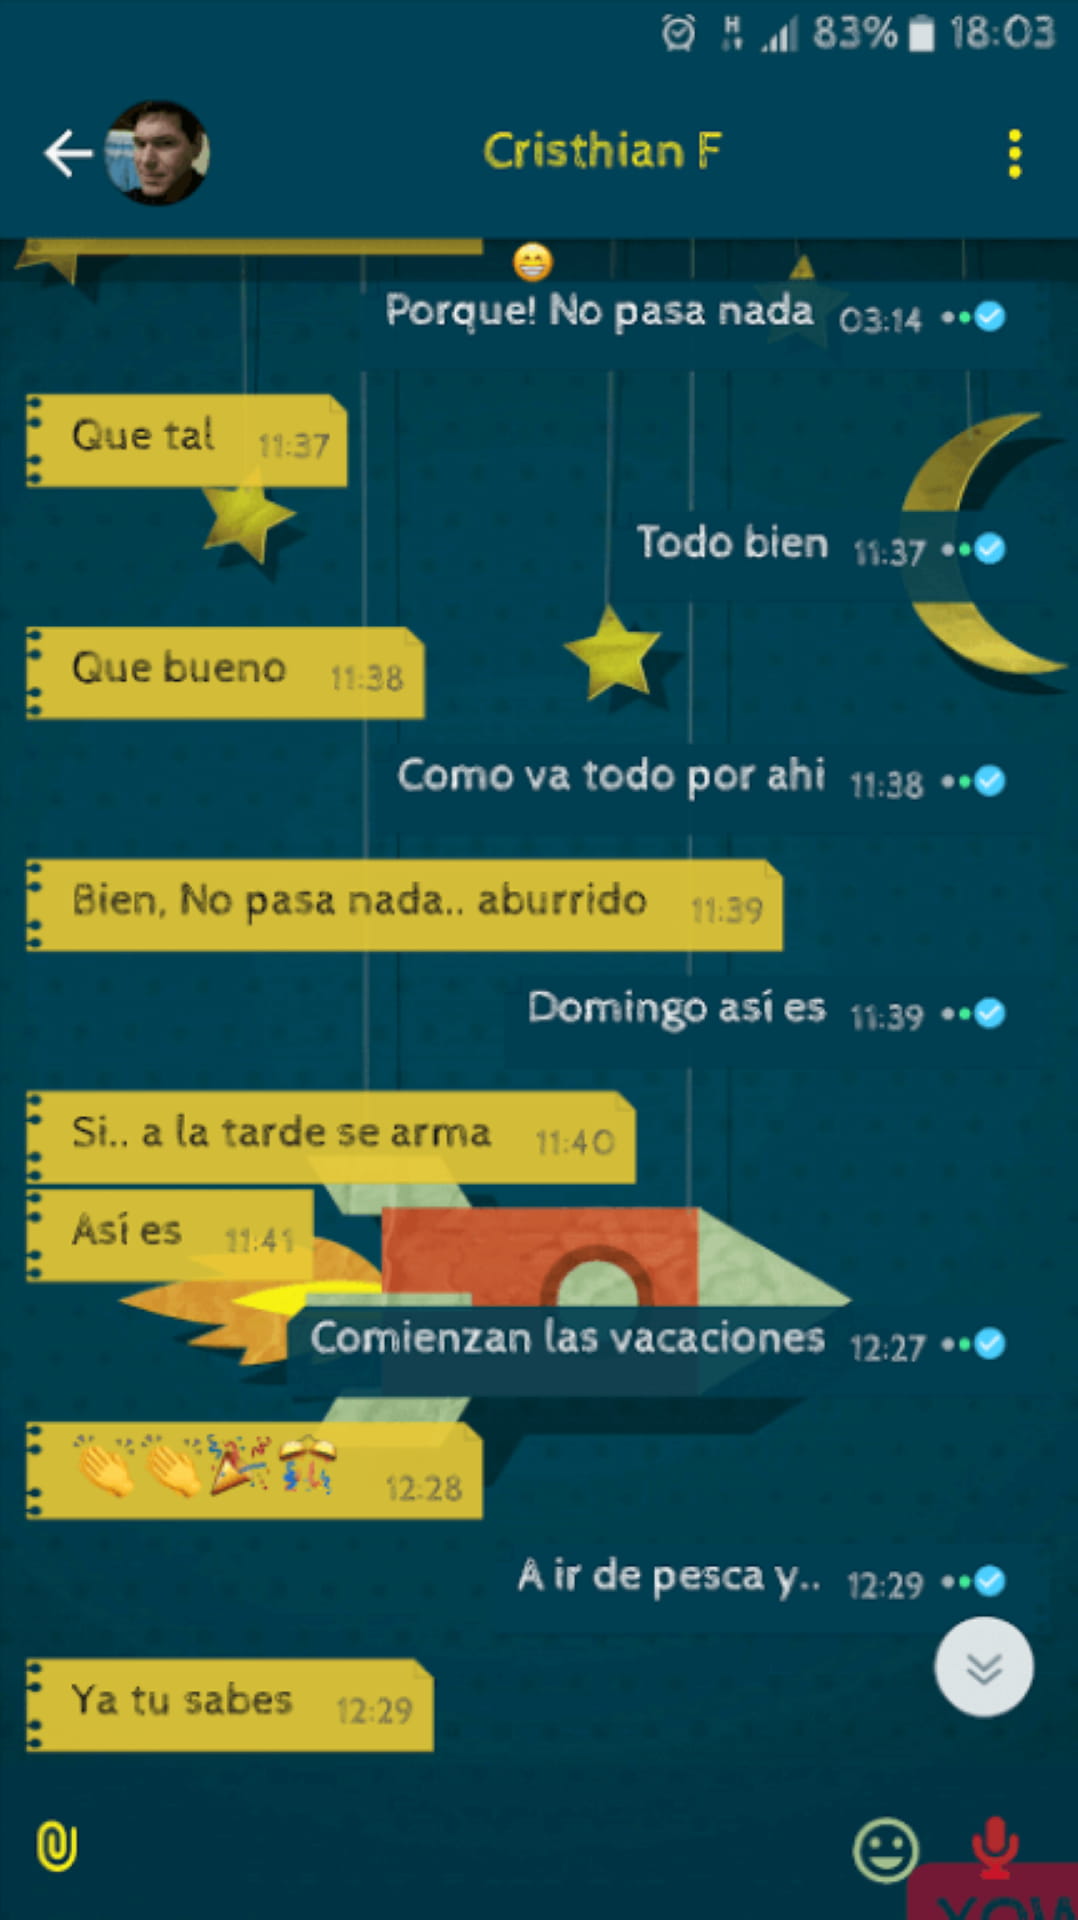 83% 18:03
Cristhian F
😁
Porque! No pasa nada 03:14
Que tal 11:37
Todo bien 11:37
Que bueno 11:38
Como va todo por ahi 11:38
Bien, No pasa nada.. aburrido 11:39
Domingo así es 11:39
Si.. a la tarde se arma 11:40
Así es 11:41
Comienzan las vacaciones 12:27
12:28
A ir de pesca y.. 12:29
Ya tu sabes 12:29